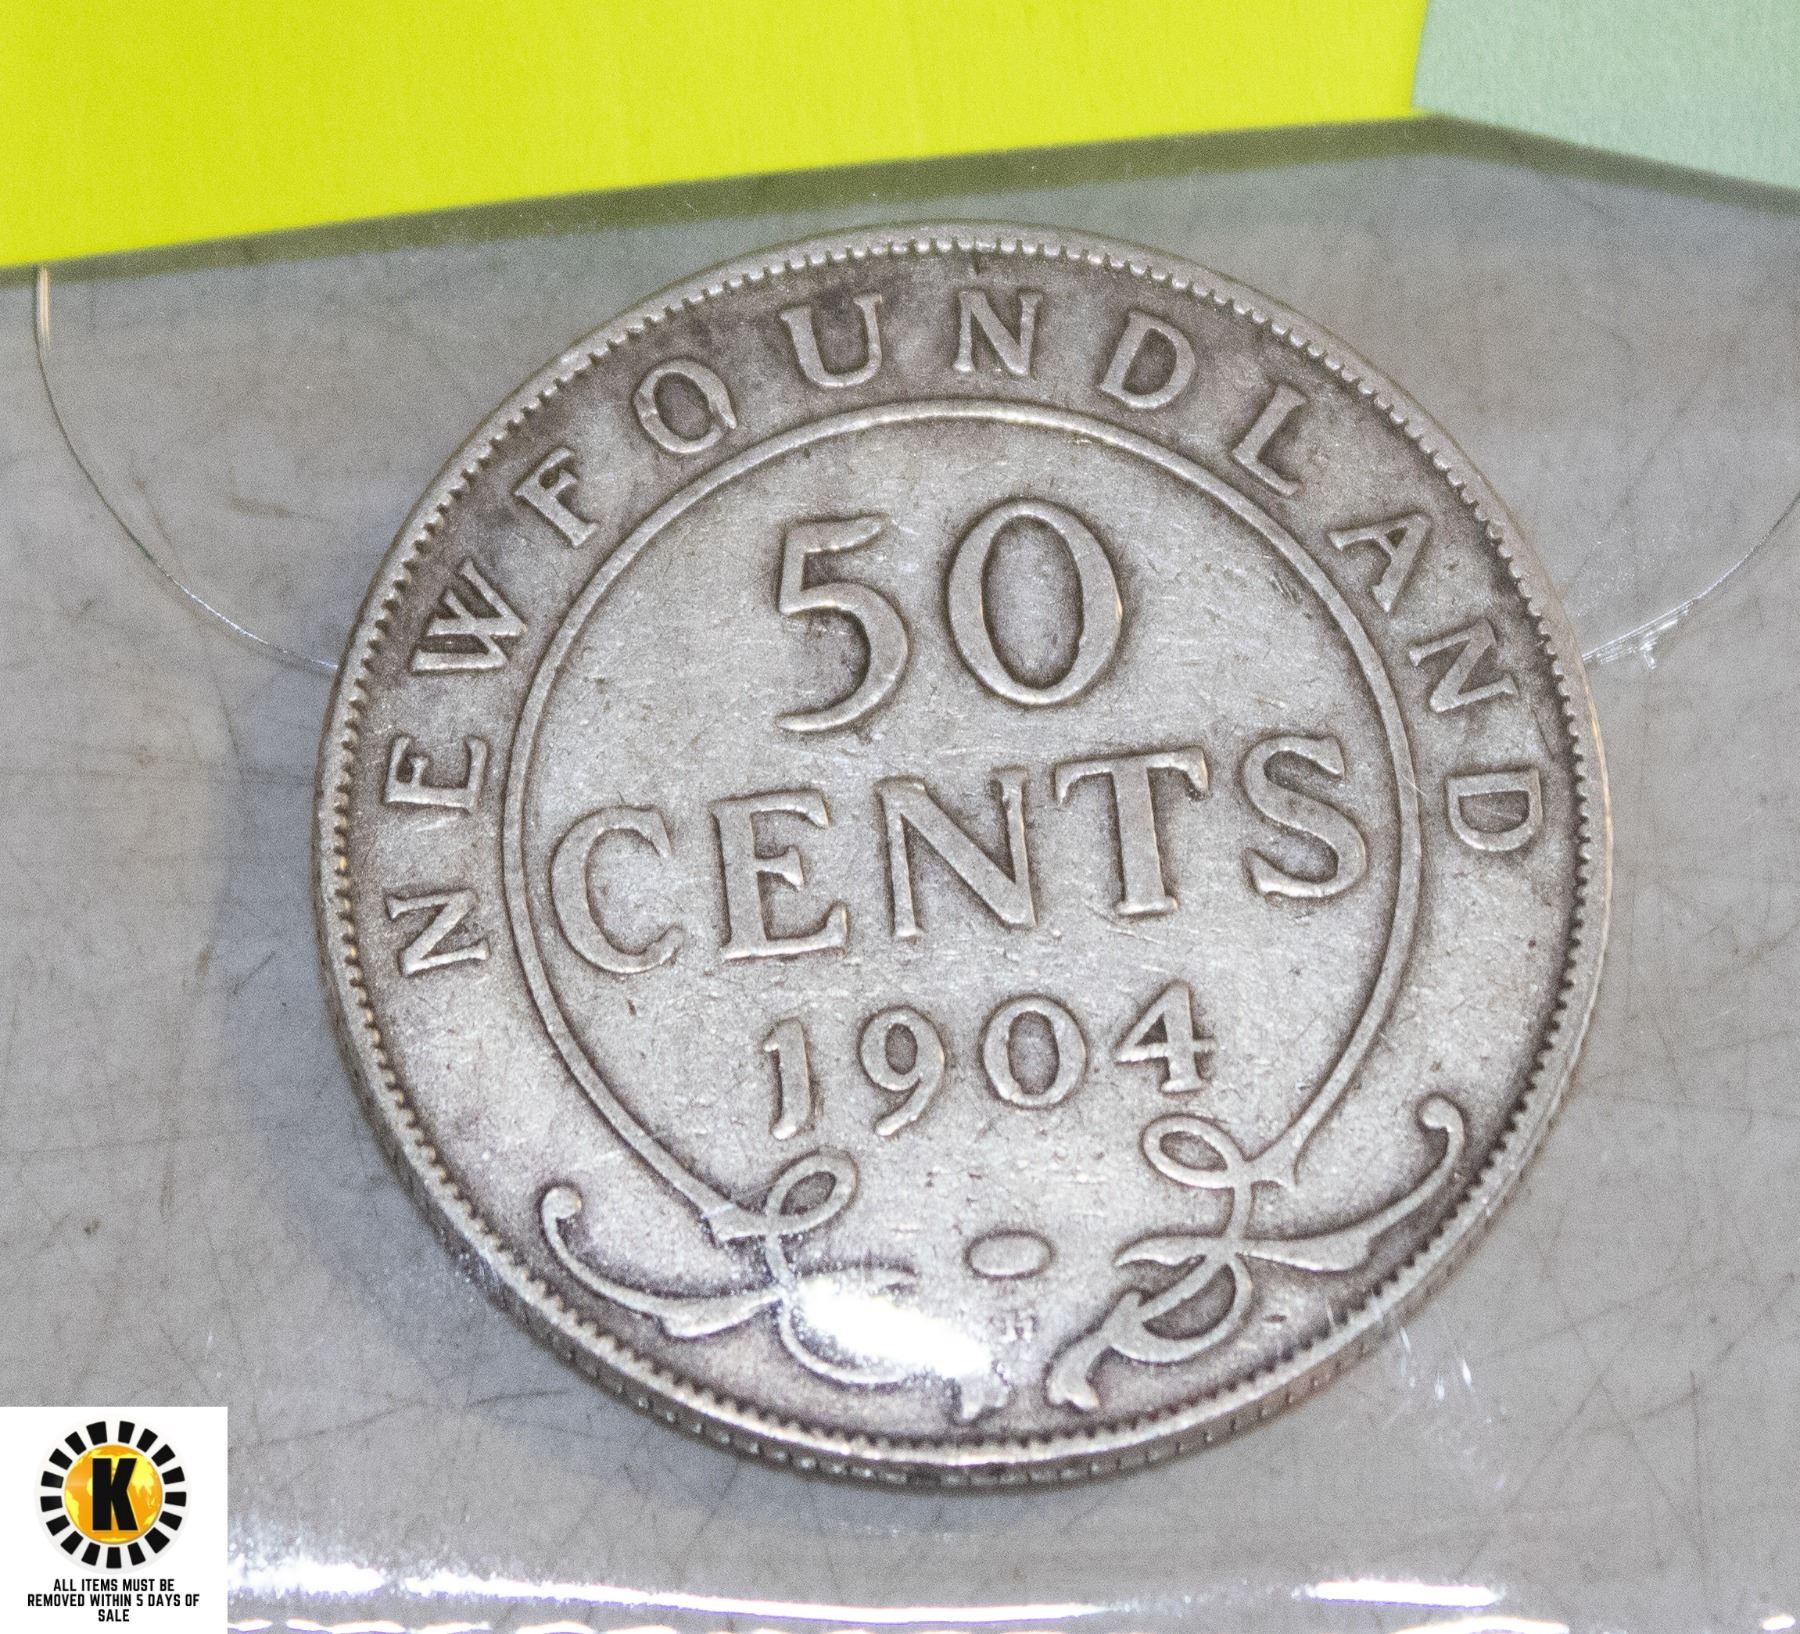 NEWFOUNDLAND
50
CENTS
1904
H
K
ALL ITEMS MUST BE
REMOVED WITHIN 5 DAYS OF
SALE